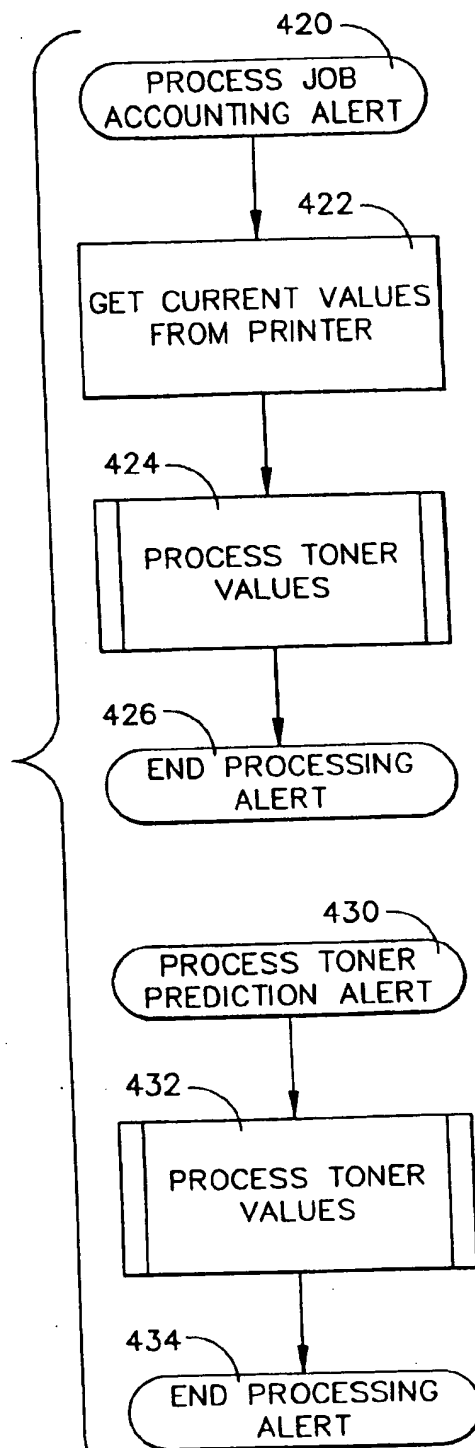 420
PROCESS JOB
ACCOUNTING ALERT
422
GET CURRENT VALUES
FROM PRINTER
424
PROCESS TONER
VALUES
426
END PROCESSING
ALERT
430
PROCESS TONER
PREDICTION ALERT
432
PROCESS TONER
VALUES
434
END PROCESSING
ALERT